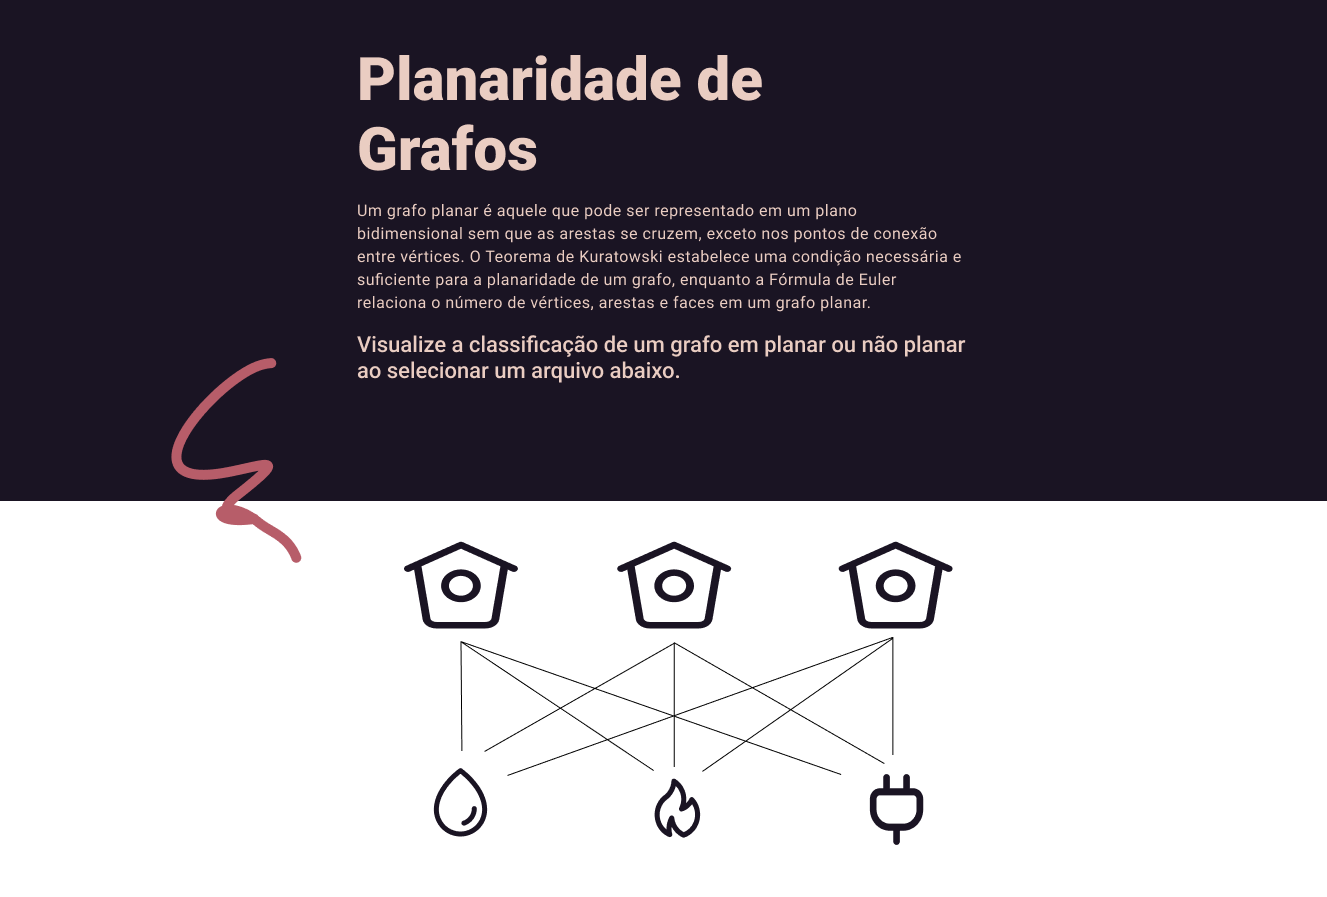 Planaridade de
Grafos
Um grafo planar é aquele que pode ser representado em um plano
bidimensional sem que as arestas se cruzem, exceto nos pontos de conexão
entre vértices. O Teorema de Kuratowski estabelece uma condição necessária e
suficiente para a planaridade de um grafo, enquanto a Fórmula de Euler
relaciona o número de vértices, arestas e faces em um grafo planar.
Visualize a classificação de um grafo em planar ou não planar
ao selecionar um arquivo abaixo.